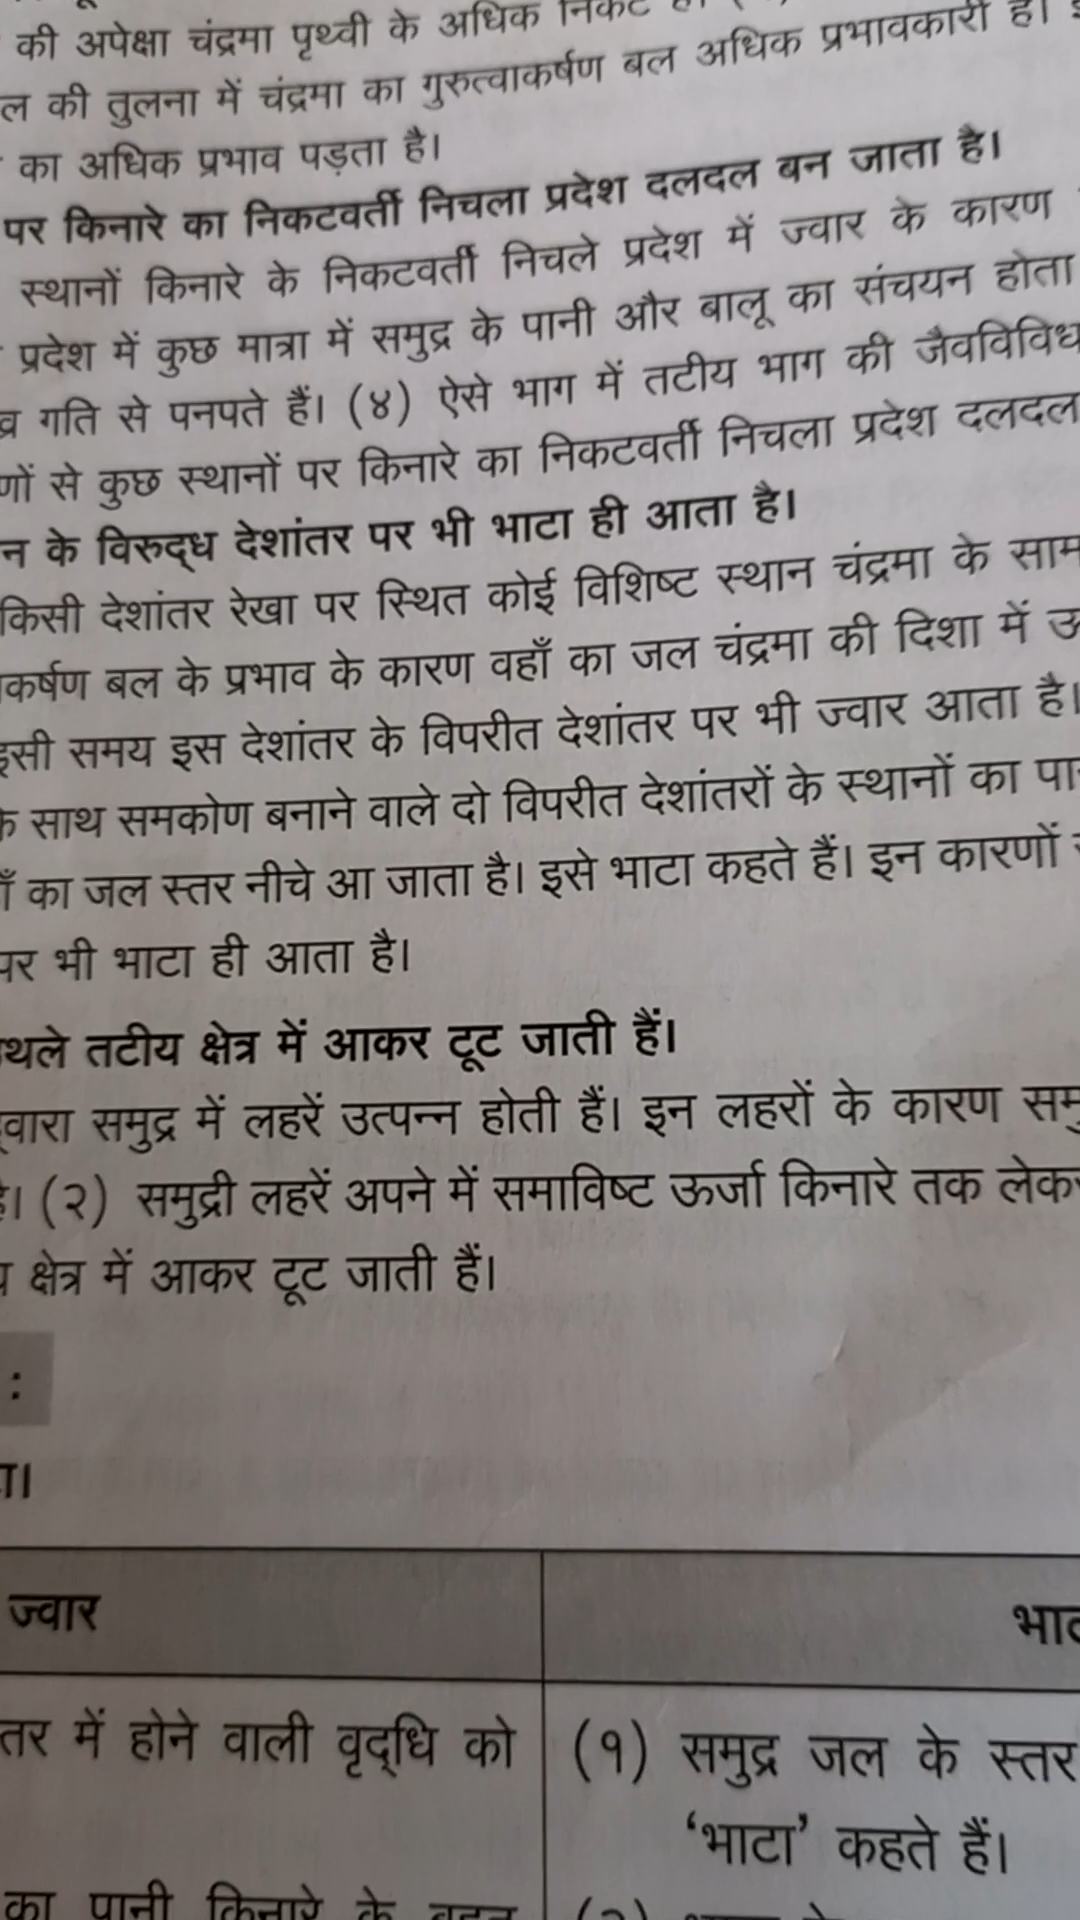 की अपेक्षा चंद्रमा पृथ्वी के अधिक निकट
की तुलना में चंद्रमा का गुरुत्वाकर्षण बल अधिक प्रभावकारी है।
का अधिक प्रभाव पड़ता है।
पर किनारे का निकटवर्ती निचला प्रदेश दलदल बन जाता है।
स्थानों किनारे के निकटवर्ती निचले प्रदेश में ज्वार के कारण
प्रदेश में कुछ मात्रा में समुद्र के पानी और बालू का संचयन होता
गति से पनपते हैं। (४) ऐसे भाग में तटीय भाग की जैवविविध
णों से कुछ स्थानों पर किनारे का निकटवर्ती निचला प्रदेश दलदल
न के विरुद्ध देशांतर पर भी भाटा ही आता है।
किसी देशांतर रेखा पर स्थित कोई विशिष्ट स्थान चंद्रमा के साम
कर्षण बल के प्रभाव के कारण वहाँ का जल चंद्रमा की दिशा में
इसी समय इस देशांतर के विपरीत देशांतर पर भी ज्वार आता है।
के साथ समकोण बनाने वाले दो विपरीत देशांतरों के स्थानों का
का जल स्तर नीचे आ जाता है। इसे भाटा कहते हैं। इन कारणों
पर भी भाटा ही आता है।
थले तटीय क्षेत्र में आकर टूट जाती हैं।
द्वारा समुद्र में लहरें उत्पन्न होती हैं। इन लहरों के कारण समु
है। (२) समुद्री लहरें अपने में समाविष्ट ऊर्जा किनारे तक लेकर
क्षेत्र में आकर टूट जाती हैं।
:
ा।
ज्वार
भाट
तर में होने वाली वृद्धि को
(१) समुद्र जल के स्तर
‘भाटा’ कहते हैं।
का पानी किनारे के